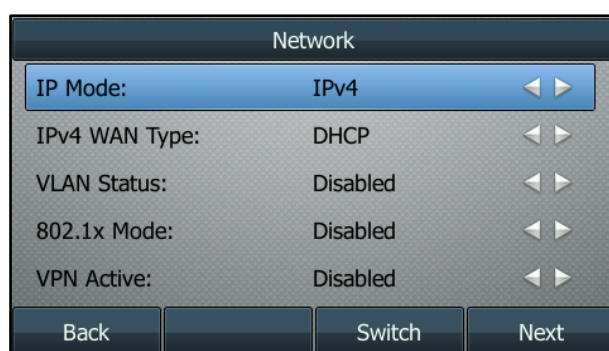 Network
IP Mode: IPv4
IPv4 WAN Type: DHCP
VLAN Status: Disabled
802.1x Mode: Disabled
VPN Active: Disabled
Back Switch Next